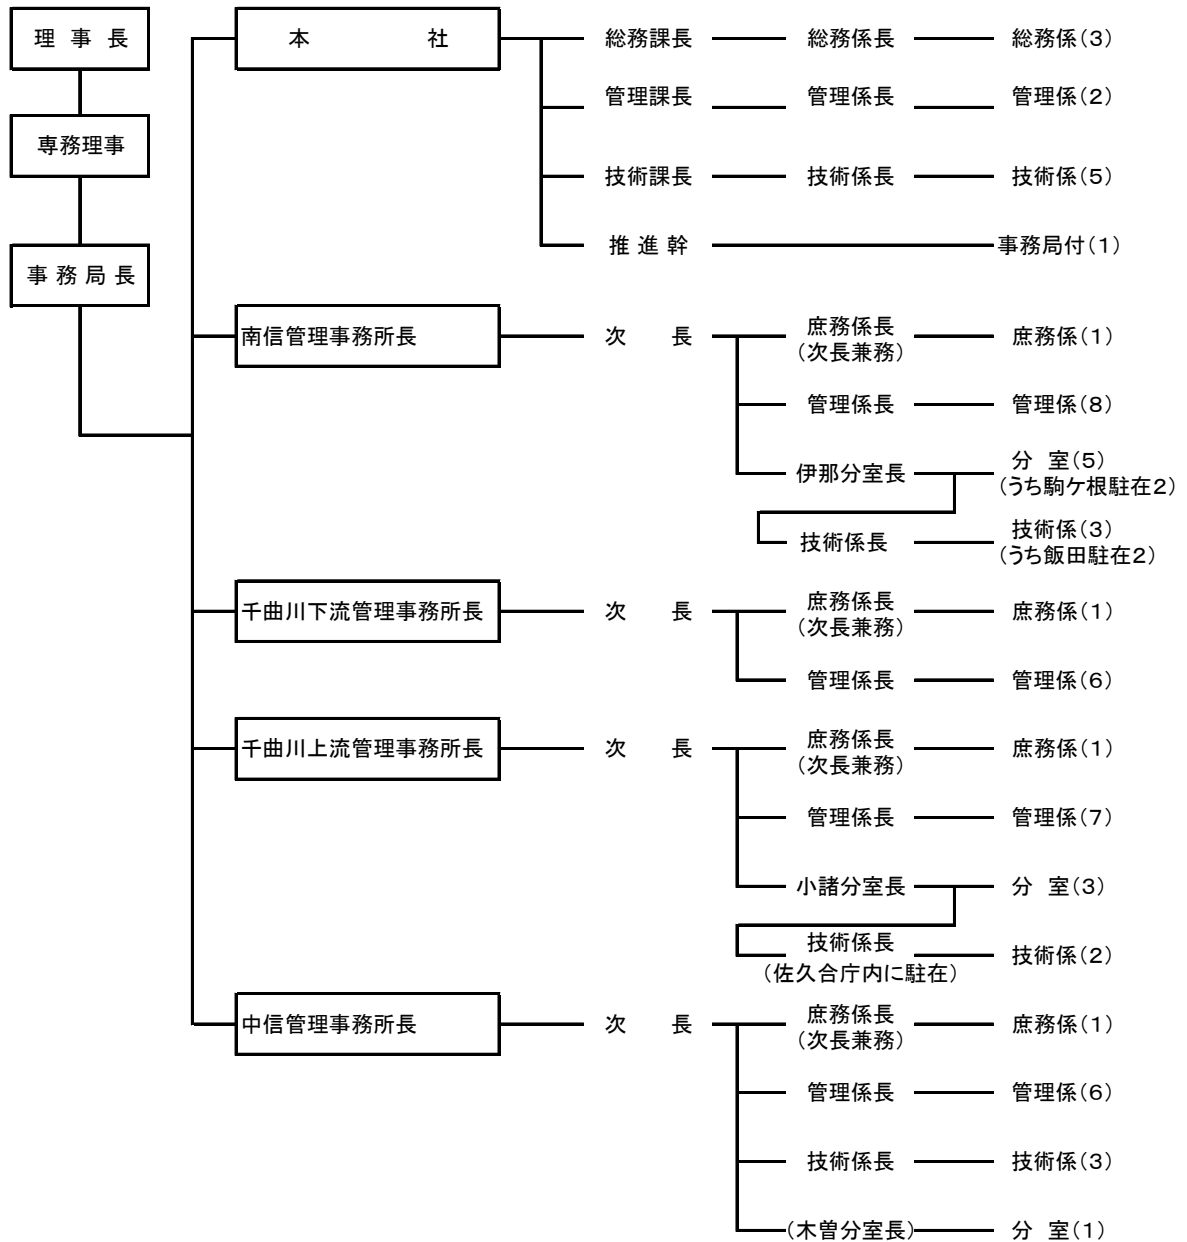 理事長
専務理事
事務局長
本社 総務課長 総務係長 総務係(3)
管理課長 管理係長 管理係(2)
技術課長 技術係長 技術係(5)
推進幹 事務局付(1)
南信管理事務所長 次長 庶務係長 庶務係(1)
(次長兼務)
管理係長 管理係(8)
伊那分室長 分室(5)
(うち駒ケ根駐在2)
技術係長 技術係(3)
(うち飯田駐在2)
千曲川下流管理事務所長 次長 庶務係長 庶務係(1)
(次長兼務)
管理係長 管理係(6)
千曲川上流管理事務所長 次長 庶務係長 庶務係(1)
(次長兼務)
管理係長 管理係(7)
小諸分室長 分室(3)
技術係長 技術係(2)
(佐久合庁内に駐在)
中信管理事務所長 次長 庶務係長 庶務係(1)
(次長兼務)
管理係長 管理係(6)
技術係長 技術係(3)
(木曽分室長) 分室(1)